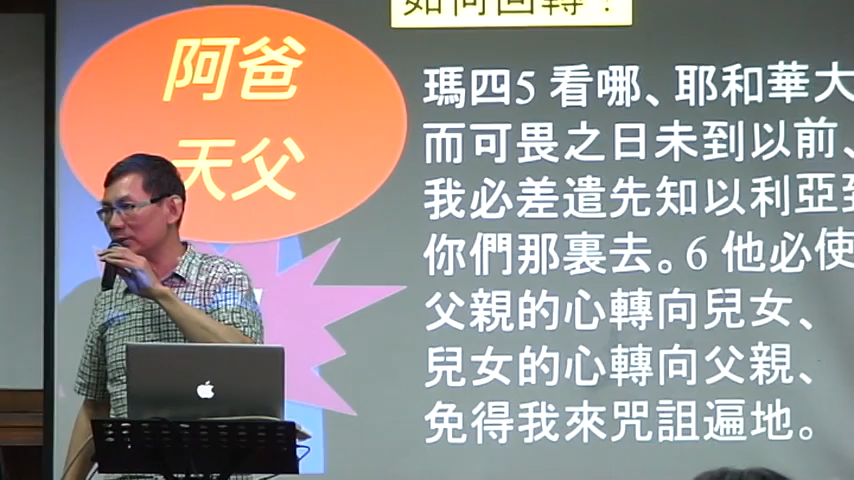 如何回轉？
阿爸
天父
瑪四5 看哪、耶和華大
而可畏之日未到以前、
我必差遣先知以利亞到
你們那裏去。6 他必使
父親的心轉向兒女、
兒女的心轉向父親、
免得我來咒詛遍地。